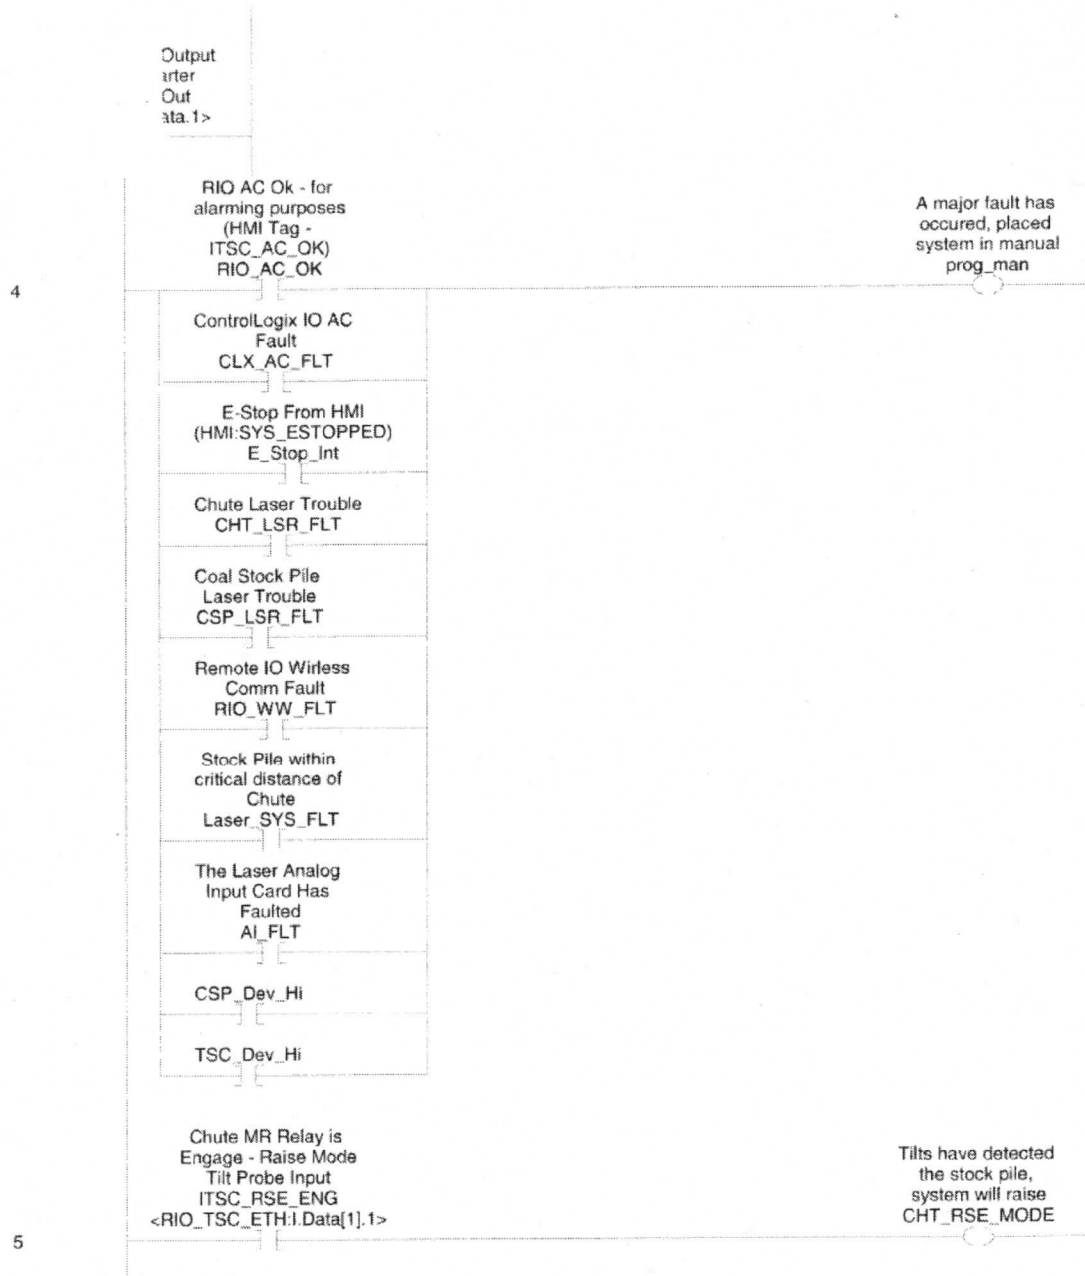 Output
arter
Out
ata.1>
RIO AC Ok - for
alarming purposes
(HMI Tag -
ITSC_AC_OK)
RIO_AC_OK
A major fault has
occured, placed
system in manual
prog_man
4
ControlLogix IO AC
Fault
CLX_AC_FLT
E-Stop From HMI
(HMI:SYS_ESTOPPED)
E_Stop_Int
Chute Laser Trouble
CHT_LSR_FLT
Coal Stock Pile
Laser Trouble
CSP_LSR_FLT
Remote IO Wirless
Comm Fault
RIO_WW_FLT
Stock Pile within
critical distance of
Chute
Laser_SYS_FLT
The Laser Analog
Input Card Has
Faulted
AI_FLT
CSP_Dev_Hi
TSC_Dev_Hi
Chute MR Relay is
Engage - Raise Mode
Tilt Probe Input
ITSC_RSE_ENG
<RIO_TSC_ETH:I.Data[1].1>
Tilts have detected
the stock pile,
system will raise
CHT_RSE_MODE
5